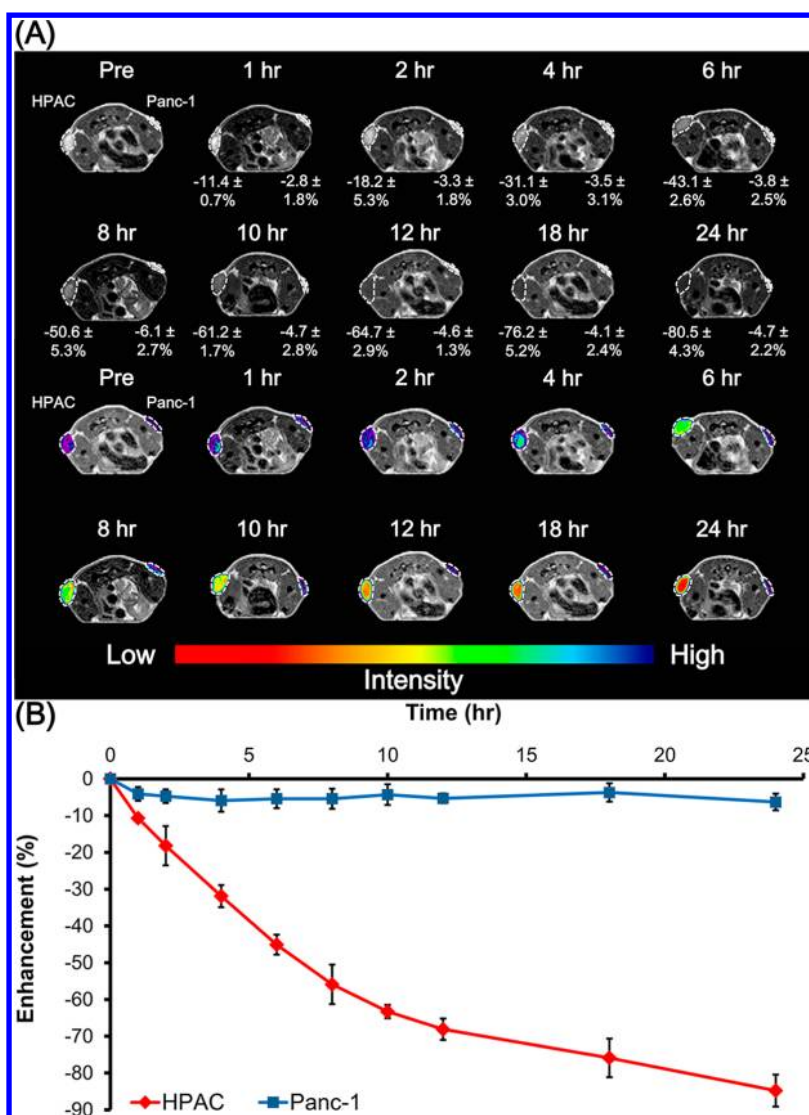 (A)
Pre 1 hr 2 hr 4 hr 6 hr
HPAC Panc-1
-11.4 ± -2.8 ± -18.2 ± -3.3 ± -31.1 ± -3.5 ± -43.1 ± -3.8 ±
0.7% 1.8% 5.3% 1.8% 3.0% 3.1% 2.6% 2.5%
8 hr 10 hr 12 hr 18 hr 24 hr
-50.6 ± -6.1 ± -61.2 ± -4.7 ± -64.7 ± -4.6 ± -76.2 ± -4.1 ± -80.5 ± -4.7 ±
5.3% 2.7% 1.7% 2.8% 2.9% 1.3% 5.2% 2.4% 4.3% 2.2%
Pre 1 hr 2 hr 4 hr 6 hr
HPAC Panc-1
8 hr 10 hr 12 hr 18 hr 24 hr
Low High
Intensity
(B)
Time (hr)
0 5 10 15 20 25
0
-10
-20
-30
-40
-50
-60
-70
-80
-90
Enhancement (%)
HPAC Panc-1